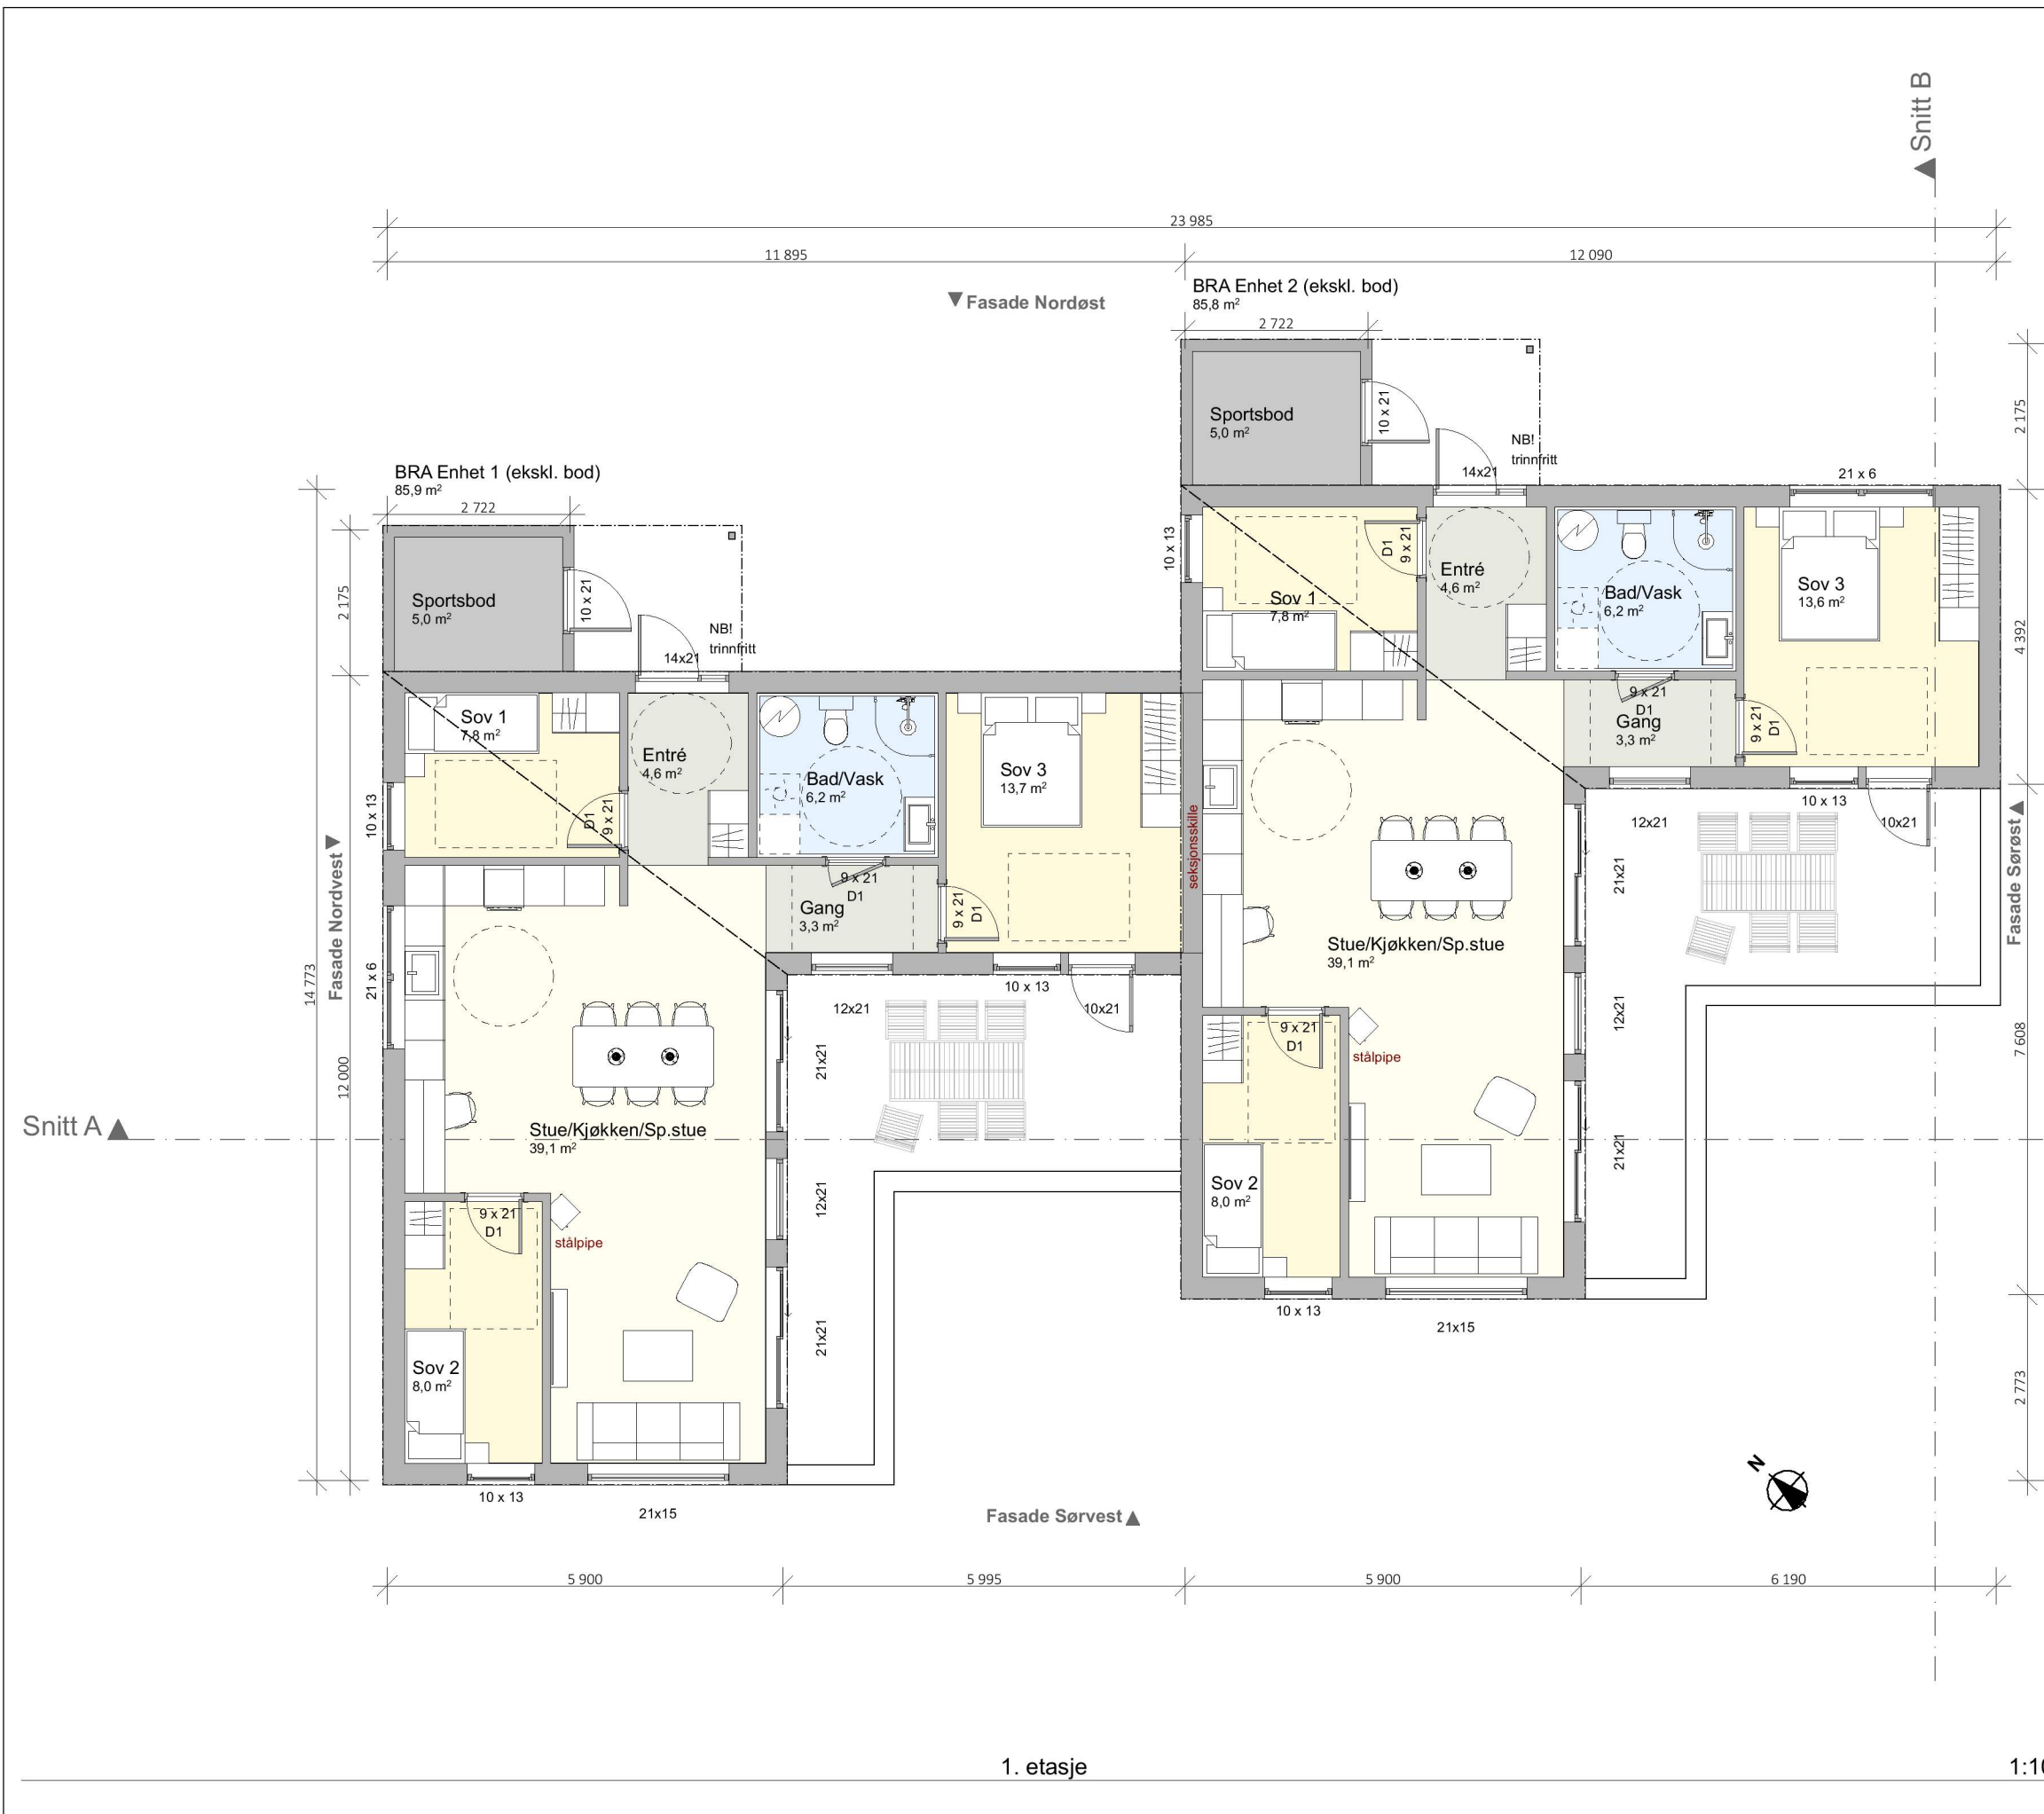 Snitt B
23 985
11 895
12 090
BRA Enhet 2 (ekskl. bod)
85,8 m²
Fasade Nordøst
2 722
Sportsbod
5,0 m²
10 x 21
NB!
trinnfritt
14x21
21 x 6
2 175
BRA Enhet 1 (ekskl. bod)
85,9 m²
2 722
10 x 13
Sov 1
7,8 m²
D1
9 x 21
Entré
4,6 m²
Bad/Vask
6,2 m²
Sov 3
13,6 m²
4 392
Sportsbod
5,0 m²
10 x 21
NB!
trinnfritt
14x21
2 175
9 x 21
D1
Gang
3,3 m²
9 x 21
D1
Sov 1
7,8 m²
Entré
4,6 m²
D1
9 x 21
10 x 13
Bad/Vask
6,2 m²
Sov 3
13,7 m²
seksjonsskille
10 x 13
12x21
10x21
21x21
Fasade Sørøst
Fasade Nordvest
9 x 21
D1
Gang
3,3 m²
9 x 21
D1
Stue/Kjøkken/Sp.stue
39,1 m²
14 773
21 x 6
12 000
12x21
10 x 13
10x21
21x21
9 x 21
D1
stålpipe
12x21
7 608
Snitt A
Stue/Kjøkken/Sp.stue
39,1 m²
21x21
Sov 2
8,0 m²
9 x 21
D1
stålpipe
12x21
10 x 13
21x15
21x21
Sov 2
8,0 m²
2 773
N
10 x 13
21x15
Fasade Sørvest
5 900
5 995
5 900
6 190
1. etasje